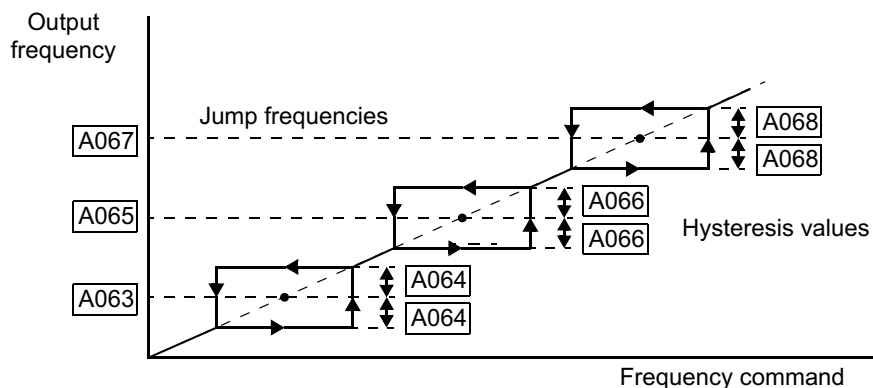 Output
frequency
Jump frequencies
A067
A068
A068
A065
A066
A066
Hysteresis values
A063
A064
A064
Frequency command